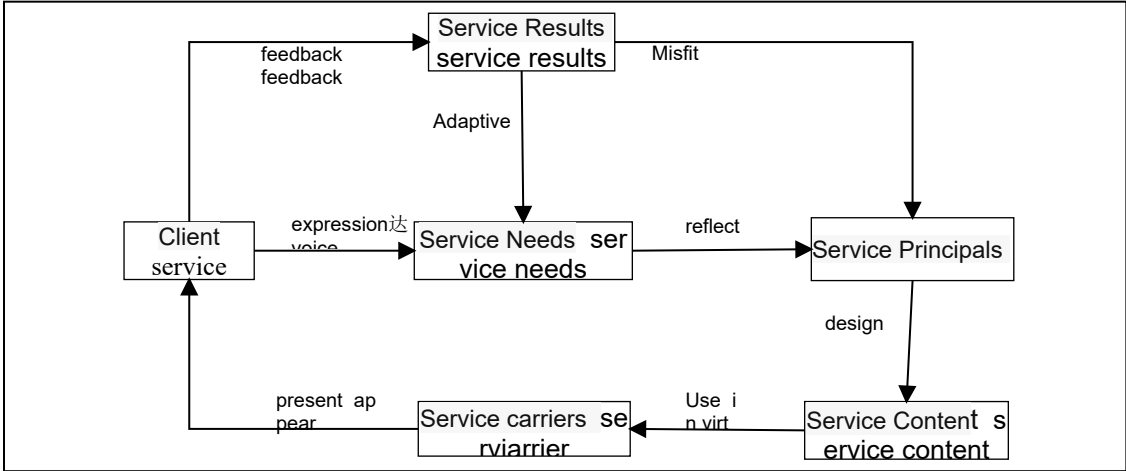 Service Results
service results
feedback
feedback
Misfit
Adaptive
Client
service
expression达
voice
Service Needs ser
vice needs
reflect
Service Principals
design
present ap
pear
Service carriers se
rviarrier
Use i
n virt
Service Content s
ervice content